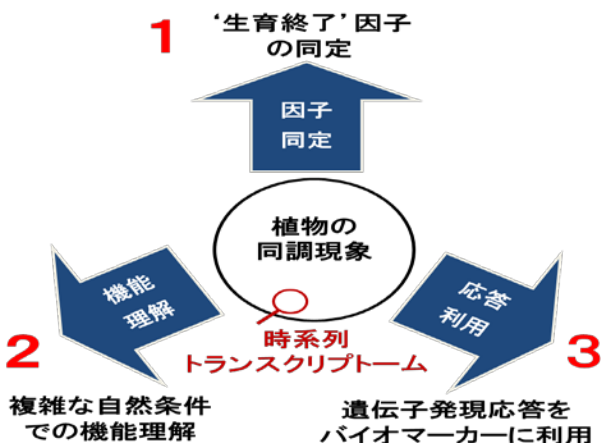 1
‘生育終了’因子
の同定
因子
同定
植物の
同調現象
時系列
トランスクリプトーム
機能
理解
2
複雑な自然条件
での機能理解
応答
利用
3
遺伝子発現応答を
バイオマーカーに利用